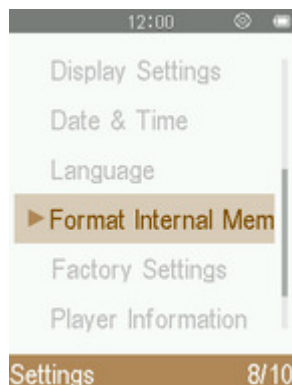 12:00
Display Settings
Date & Time
Language
Format Internal Mem
Factory Settings
Player Information
Settings 8/10